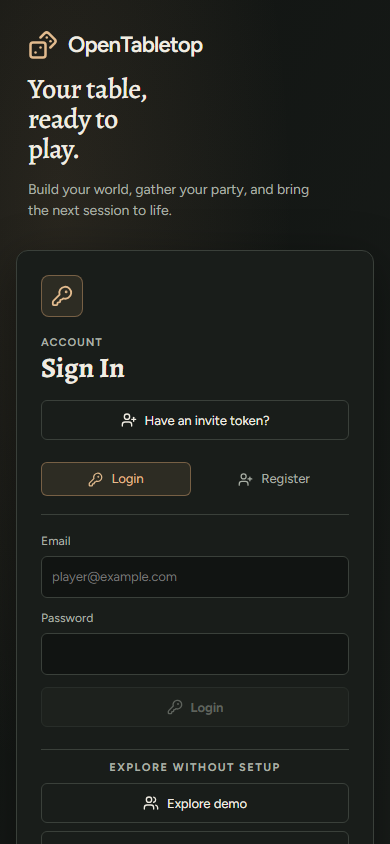 OpenTabletop
Your table,
ready to
play.
Build your world, gather your party, and bring
the next session to life.
ACCOUNT
Sign In
Have an invite token?
Login
Register
Email
player@example.com
Password
Login
EXPLORE WITHOUT SETUP
Explore demo